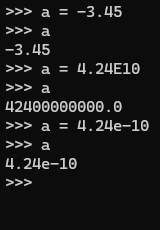 >>> a = -3.45
>>> a
-3.45
>>> a = 4.24E10
>>> a
42400000000.0
>>> a = 4.24e-10
>>> a
4.24e-10
>>>